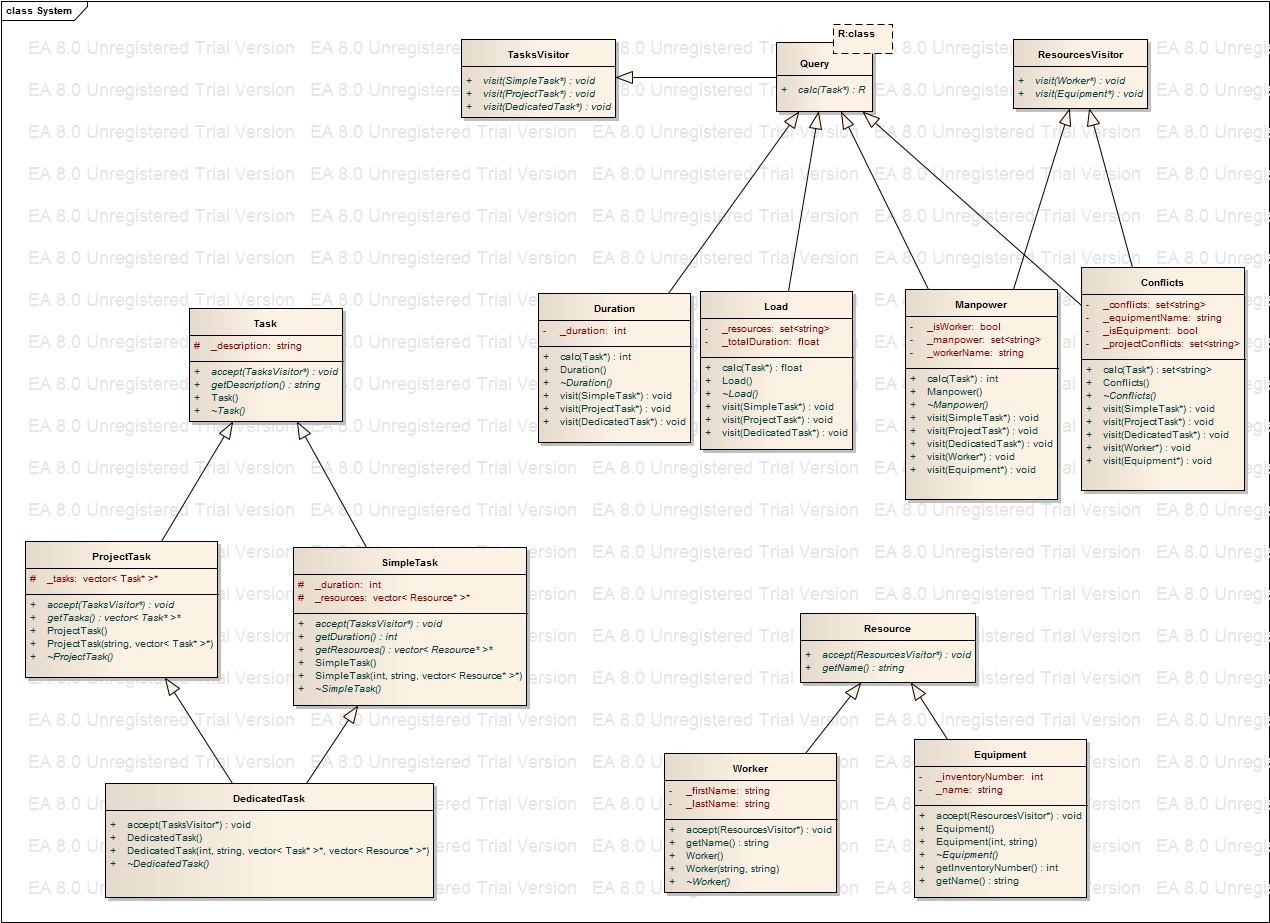 class System
TasksVisitor
+ visit(SimpleTask*) : void
+ visit(ProjectTask*) : void
+ visit(DedicatedTask*) : void
R:class
Query
+ calc(Task*) : R
ResourcesVisitor
+ visit(Worker*) : void
+ visit(Equipment*) : void
Duration
- _duration: int
+ calc(Task*) : int
+ Duration()
+ ~Duration()
+ visit(SimpleTask*) : void
+ visit(ProjectTask*) : void
+ visit(DedicatedTask*) : void
Load
- _resources: set<string>
- _totalDuration: float
+ calc(Task*) : float
+ Load()
+ ~Load()
+ visit(SimpleTask*) : void
+ visit(ProjectTask*) : void
+ visit(DedicatedTask*) : void
Manpower
- _isWorker: bool
- _manpower: set<string>
- _workerName: string
+ calc(Task*) : int
+ Manpower()
+ ~Manpower()
+ visit(SimpleTask*) : void
+ visit(ProjectTask*) : void
+ visit(DedicatedTask*) : void
+ visit(Worker*) : void
+ visit(Equipment*) : void
Conflicts
- _conflicts: set<string>
- _equipmentName: string
- _isEquipment: bool
- _projectConflicts: set<string>
+ calc(Task*) : set<string>
+ Conflicts()
+ ~Conflicts()
+ visit(SimpleTask*) : void
+ visit(ProjectTask*) : void
+ visit(DedicatedTask*) : void
+ visit(Worker*) : void
+ visit(Equipment*) : void
Task
# _description: string
+ accept(TasksVisitor*) : void
+ getDescription() : string
+ Task()
+ ~Task()
ProjectTask
# _tasks: vector< Task* >*
+ accept(TasksVisitor*) : void
+ getTasks() : vector< Task* >*
+ ProjectTask()
+ ProjectTask(string, vector< Task* >*)
+ ~ProjectTask()
SimpleTask
# _duration: int
# _resources: vector< Resource* >*
+ accept(TasksVisitor*) : void
+ getDuration() : int
+ getResources() : vector< Resource* >*
+ SimpleTask()
+ SimpleTask(int, string, vector< Resource* >*)
+ ~SimpleTask()
Resource
+ accept(ResourcesVisitor*) : void
+ getName() : string
DedicatedTask
+ accept(TasksVisitor*) : void
+ DedicatedTask()
+ DedicatedTask(int, string, vector< Task* >*, vector< Resource* >*)
+ ~DedicatedTask()
Worker
- _firstName: string
- _lastName: string
+ accept(ResourcesVisitor*) : void
+ getName() : string
+ Worker()
+ Worker(string, string)
+ ~Worker()
Equipment
- _inventoryNumber: int
- _name: string
+ accept(ResourcesVisitor*) : void
+ Equipment()
+ Equipment(int, string)
+ ~Equipment()
+ getInventoryNumber() : int
+ getName() : string
EA 8.0 Unregistered Trial Version